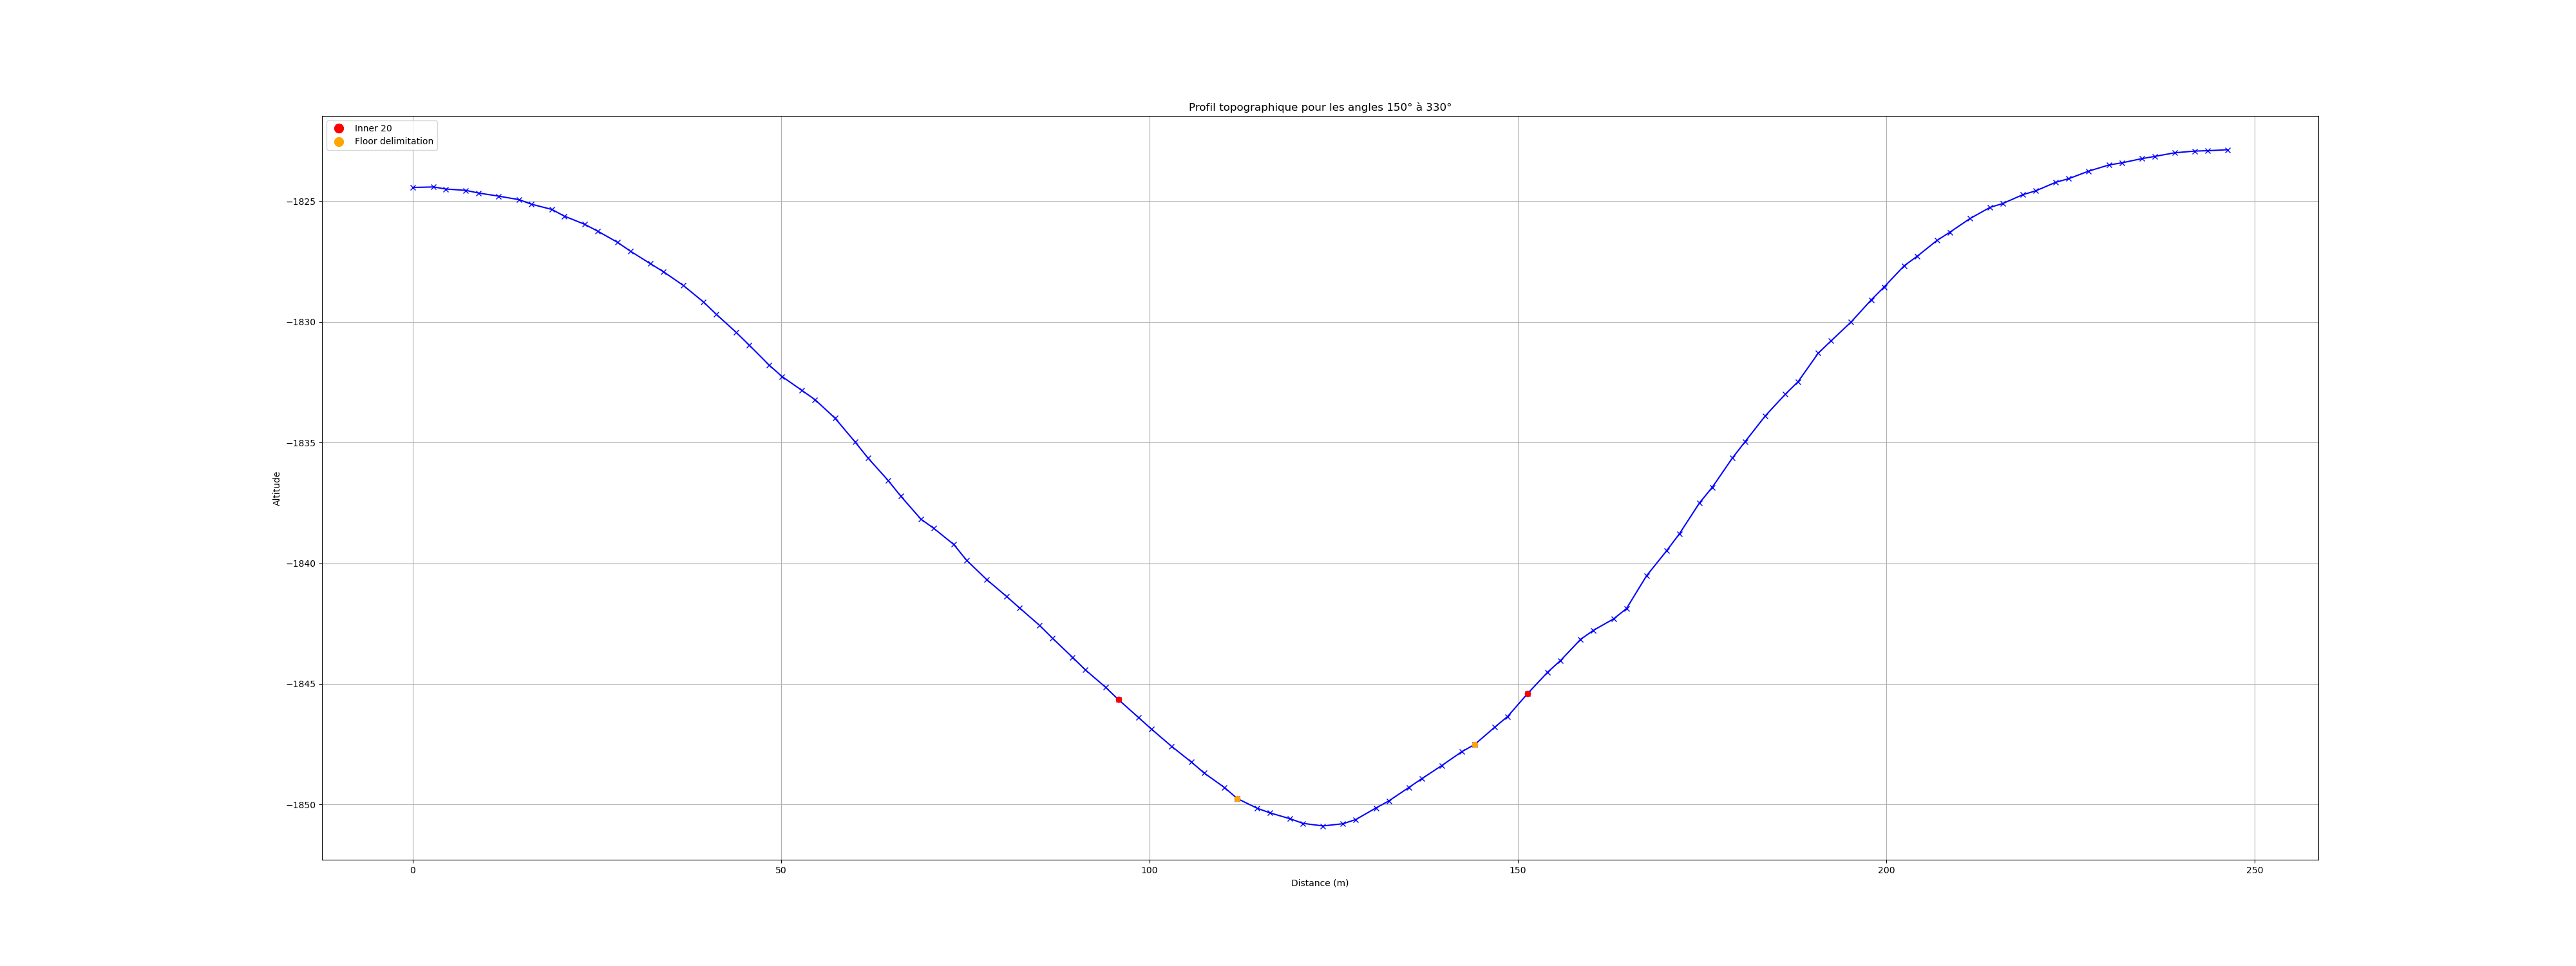 Profil topographique pour les angles 150° à 330°
Inner 20
Floor delimitation
−1825
−1830
−1835
−1840
−1845
−1850
Altitude
0 50 100 150 200 250
Distance (m)